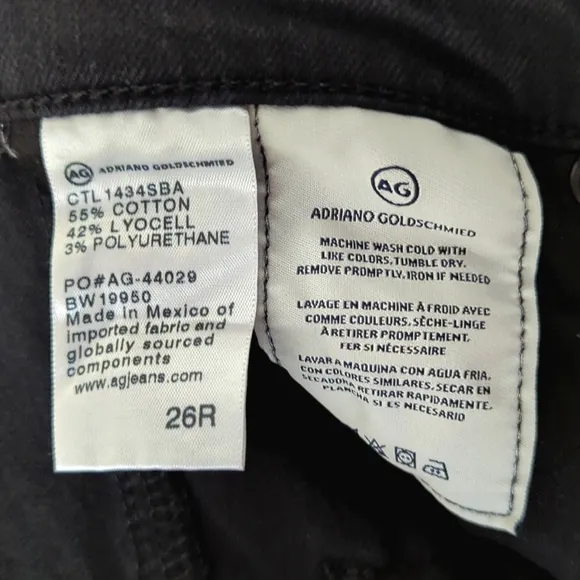 AG ADRIANO GOLDSCHMIED
CTL1434SBA
55% COTTON
42% LYOCELL
3% POLYURETHANE
PO#AG-44029
BW19950
Made in Mexico of
imported fabric and
globally sourced
components
www.agjeans.com
26R
AG
ADRIANO GOLDSCHMIED
MACHINE WASH COLD WITH
LIKE COLORS, TUMBLE DRY.
REMOVE PROMPTLY. IRON IF NEEDED
LAVAGE EN MACHINE À FROID AVEC
COMME COULEURS. SÈCHE-LINGE
À RETIRER PROMPTEMENT.
FER SI NÉCESSAIRE
LAVAR A MAQUINA CON AGUA FRIA,
CON COLORES SIMILARES. SECAR EN
SECADORA RETIRAR RAPIDAMENTE.
PLANCHA SI ES NECESARIO